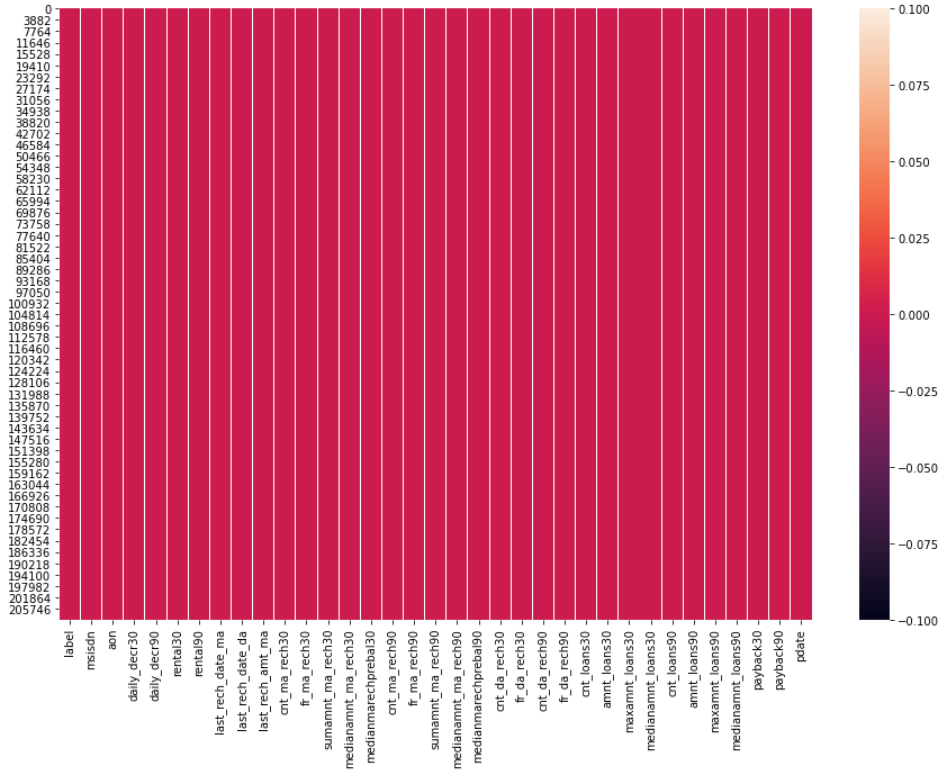 0
3882
7764
11646
15528
19410
23292
27174
31056
34938
38820
42702
46584
50466
54348
58230
62112
65994
69876
73758
77640
81522
85404
89286
93168
97050
100932
104814
108696
112578
116460
120342
124224
128106
131988
135870
139752
143634
147516
151398
155280
159162
163044
166926
170808
174690
178572
182454
186336
190218
194100
197982
201864
205746
label
msisdn
aon
daily_decr30
daily_decr90
rental30
rental90
last_rech_date_ma
last_rech_date_da
last_rech_amt_ma
cnt_ma_rech30
fr_ma_rech30
sumamnt_ma_rech30
medianamnt_ma_rech30
medianmarechprebal30
cnt_ma_rech90
fr_ma_rech90
sumamnt_ma_rech90
medianamnt_ma_rech90
medianmarechprebal90
cnt_da_rech30
fr_da_rech30
cnt_da_rech90
fr_da_rech90
cnt_loans30
amnt_loans30
maxamnt_loans30
medianamnt_loans30
cnt_loans90
amnt_loans90
maxamnt_loans90
medianamnt_loans90
payback30
payback90
pdate
0.100
0.075
0.050
0.025
0.000
−0.025
−0.050
−0.075
−0.100